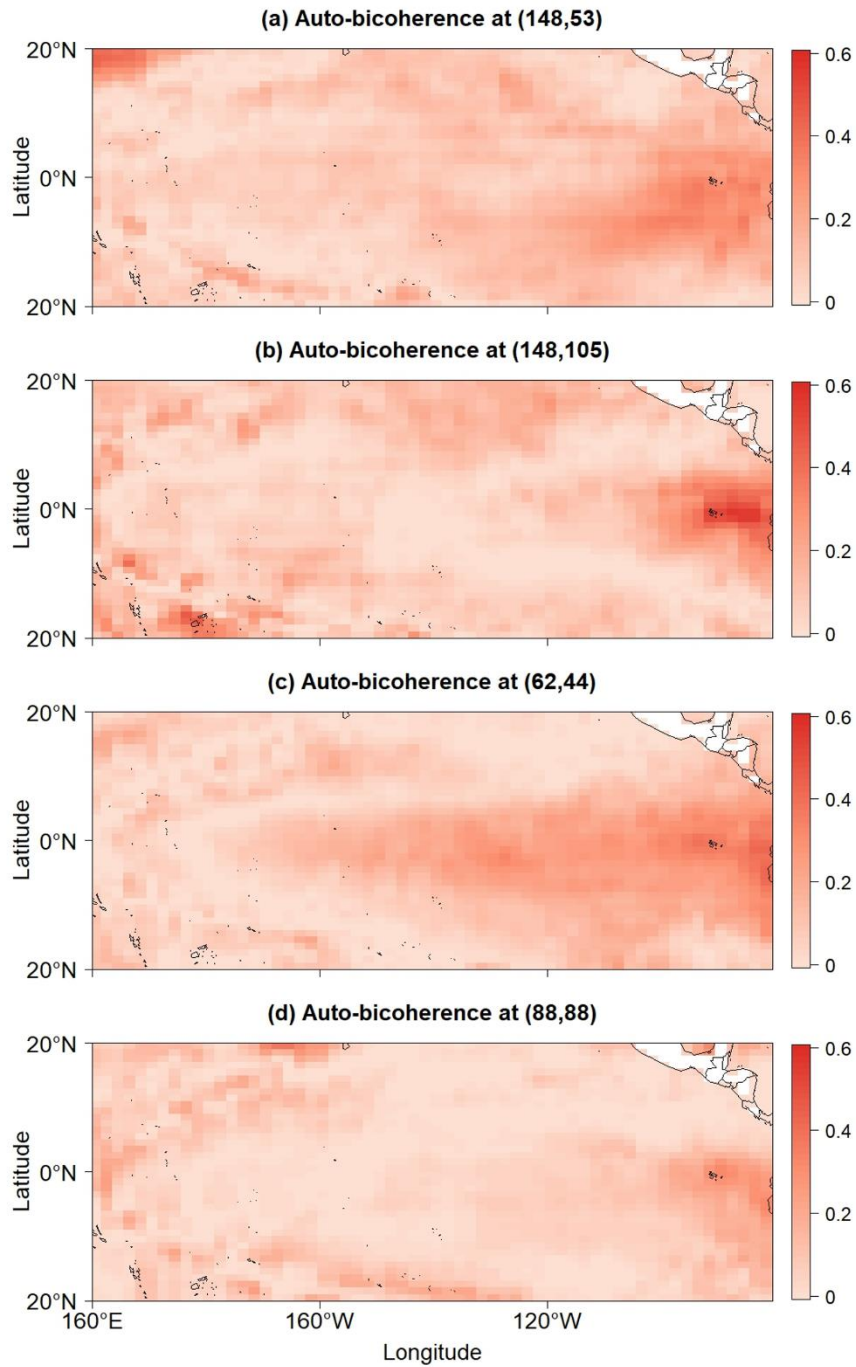 (a) Auto-bicoherence at (148,53)
20°N
0°N
20°N
Latitude
0.6
0.4
0.2
0
(b) Auto-bicoherence at (148,105)
20°N
0°N
20°N
Latitude
0.6
0.4
0.2
0
(c) Auto-bicoherence at (62,44)
20°N
0°N
20°N
Latitude
0.6
0.4
0.2
0
(d) Auto-bicoherence at (88,88)
20°N
0°N
20°N
Latitude
0.6
0.4
0.2
0
160°E 160°W 120°W
Longitude